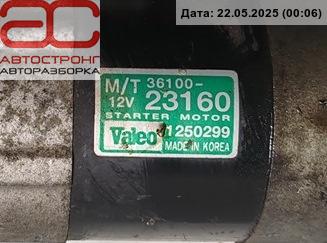 Дата: 22.05.2025 (00:06)
АС
АВТОСТРОНГ
АВТОРАЗБОРКА
M/T 36100-
12V 23160
STARTER MOTOR
Valeo 1250299
MADE IN KOREA